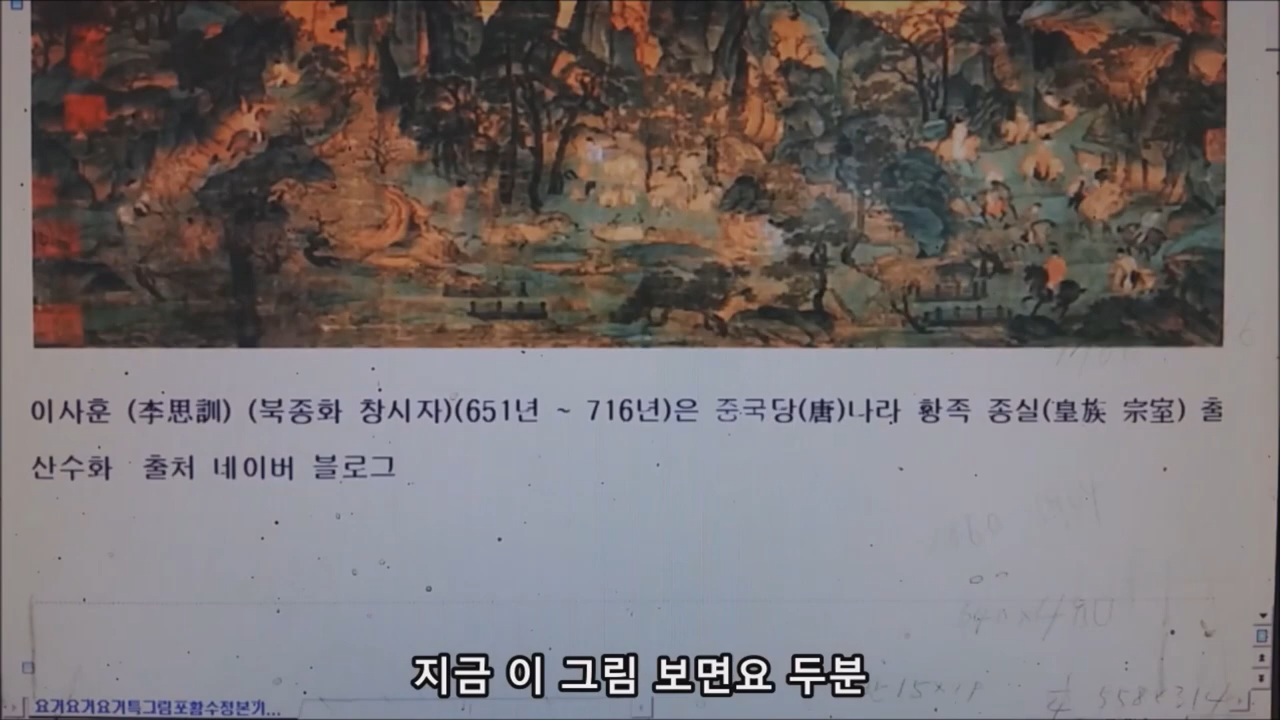 이사훈 (李思訓) (북종화 창시자)(651년 ~ 716년)은 중국당(唐)나라 황족 종실(皇族 宗室) 출
산수화 출처 네이버 블로그
지금 이 그림 보면요 두분
15×19
요기요기요기특그림포함수정본기...